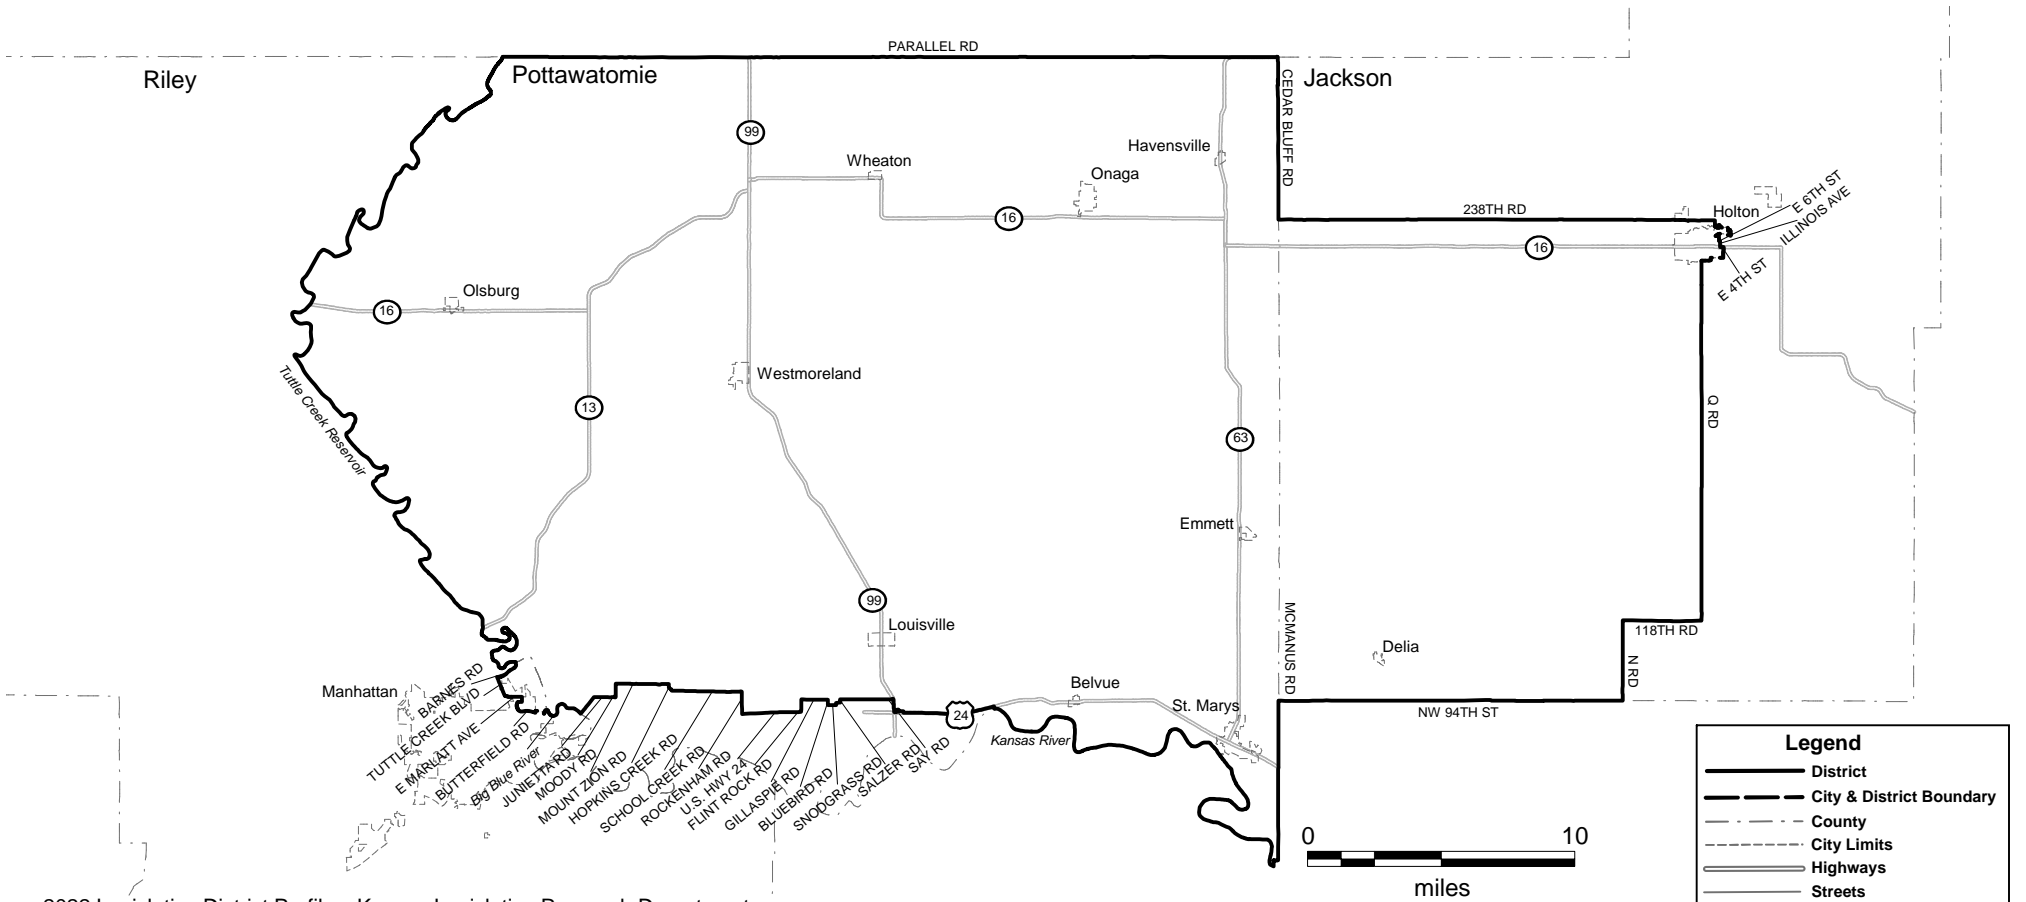 PARALLEL RD
Riley
Pottawatomie
Jackson
CEDAR BLUFF RD
99
Havensville
Wheaton
Onaga
E 6TH ST
ILLINOIS AVE
238TH RD
Holton
16
16
E 4TH ST
Olsburg
16
Tuttle Creek Reservoir
Westmoreland
13
Q RD
63
Emmett
99
Louisville
MCMANUS RD
118TH RD
Delia
N RD
Manhattan
BARNES RD
TUTTLE CREEK BLVD
E MARLATT AVE
BUTTERFIELD RD
Big Blue River
JUNIETTA RD
MOODY RD
MOUNT ZION RD
HOPKINS CREEK RD
SCHOOL CREEK RD
ROCKENHAM RD
U.S. HWY 24
FLINT ROCK RD
GILLASPIE RD
BLUEBIRD RD
SNODGRASS RD
SALZER RD
SAY RD
24
Belvue
St. Marys
Kansas River
NW 94TH ST
Legend
District
City & District Boundary
County
City Limits
Highways
Streets
0 10
miles